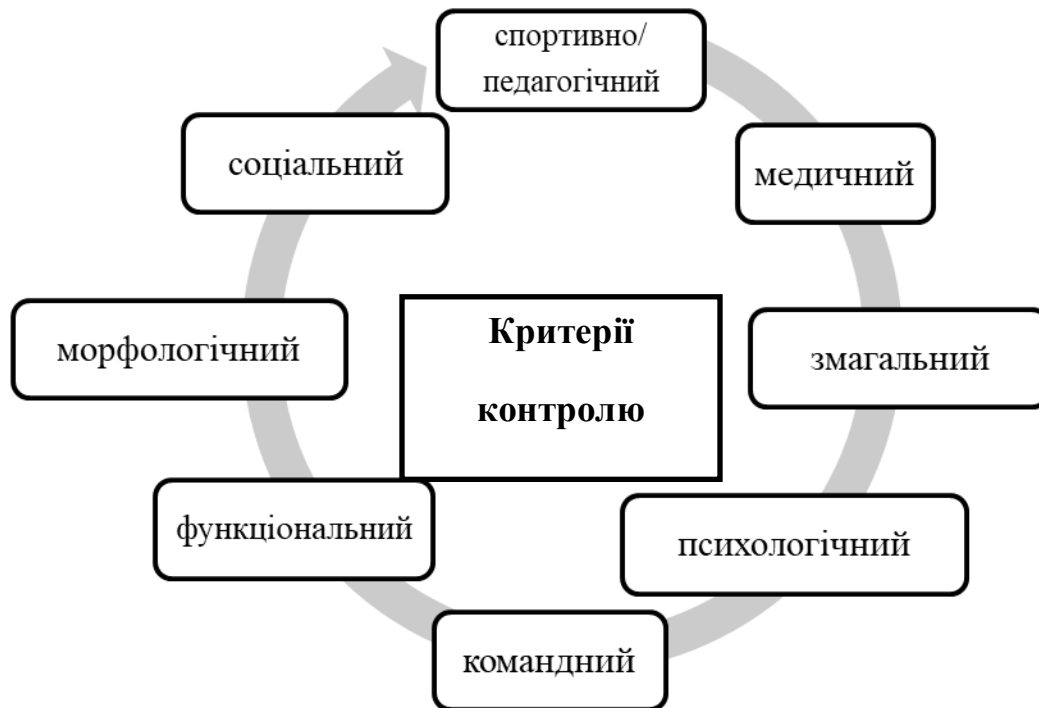 спортивно/
педагогічний
медичний
змагальний
психологічний
командний
функціональний
морфологічний
соціальний
Критерії
контролю